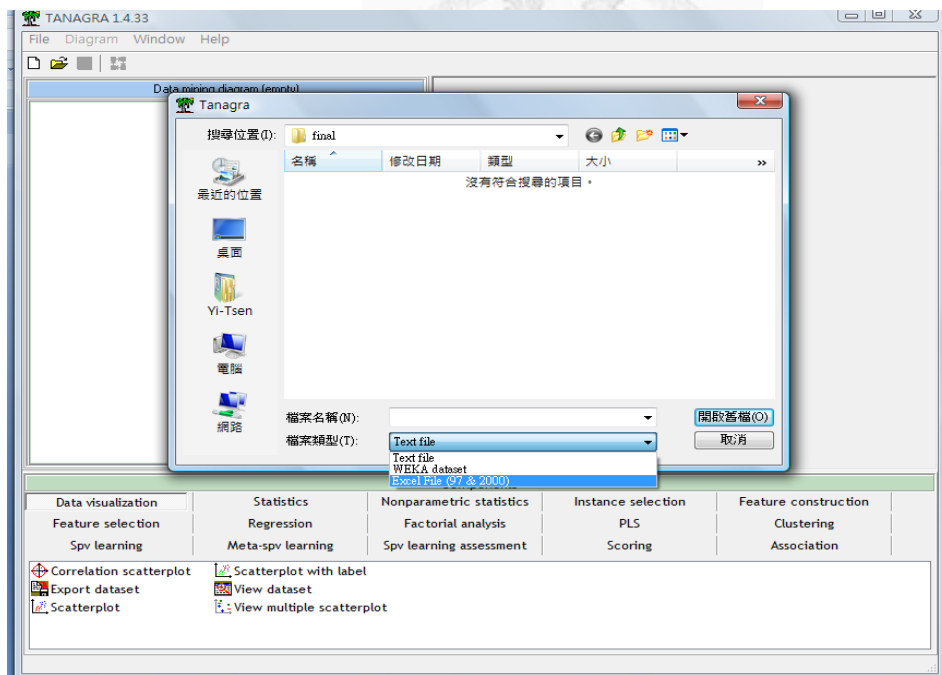 TANAGRA 1.4.33
File Diagram Window Help
Data mining diagram (empty)
Tanagra
搜尋位置(I): final
名稱 修改日期 類型 大小 »
沒有符合搜尋的項目。
最近的位置
桌面
Yi-Tsen
電腦
網路
檔案名稱(N): 開啟舊檔(O)
檔案類型(T): Text file 取消
Text file
WEKA dataset
Excel File (97 & 2000)
Components
Data visualization Statistics Nonparametric statistics Instance selection Feature construction
Feature selection Regression Factorial analysis PLS Clustering
Spv learning Meta-spv learning Spv learning assessment Scoring Association
Correlation scatterplot Scatterplot with label
Export dataset View dataset
Scatterplot View multiple scatterplot